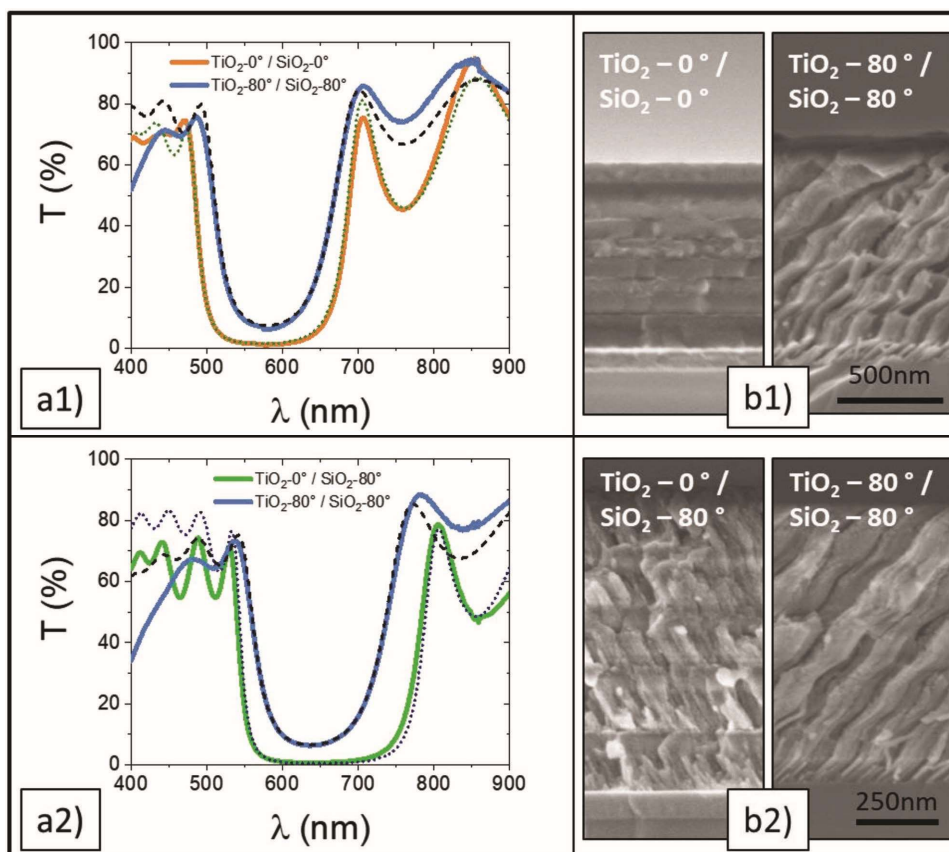 TiO₂-0° / SiO₂-0°
TiO₂-80° / SiO₂-80°
100
80
60
40
20
0
T (%)
400 500 600 700 800 900
λ (nm)
a1)
TiO₂ – 0 ° /
SiO₂ – 0 °
TiO₂ – 80 ° /
SiO₂ – 80 °
500nm
b1)
TiO₂-0° / SiO₂-80°
TiO₂-80° / SiO₂-80°
100
80
60
40
20
0
T (%)
400 500 600 700 800 900
λ (nm)
a2)
TiO₂ – 0 ° /
SiO₂ – 80 °
TiO₂ – 80 ° /
SiO₂ – 80 °
250nm
b2)